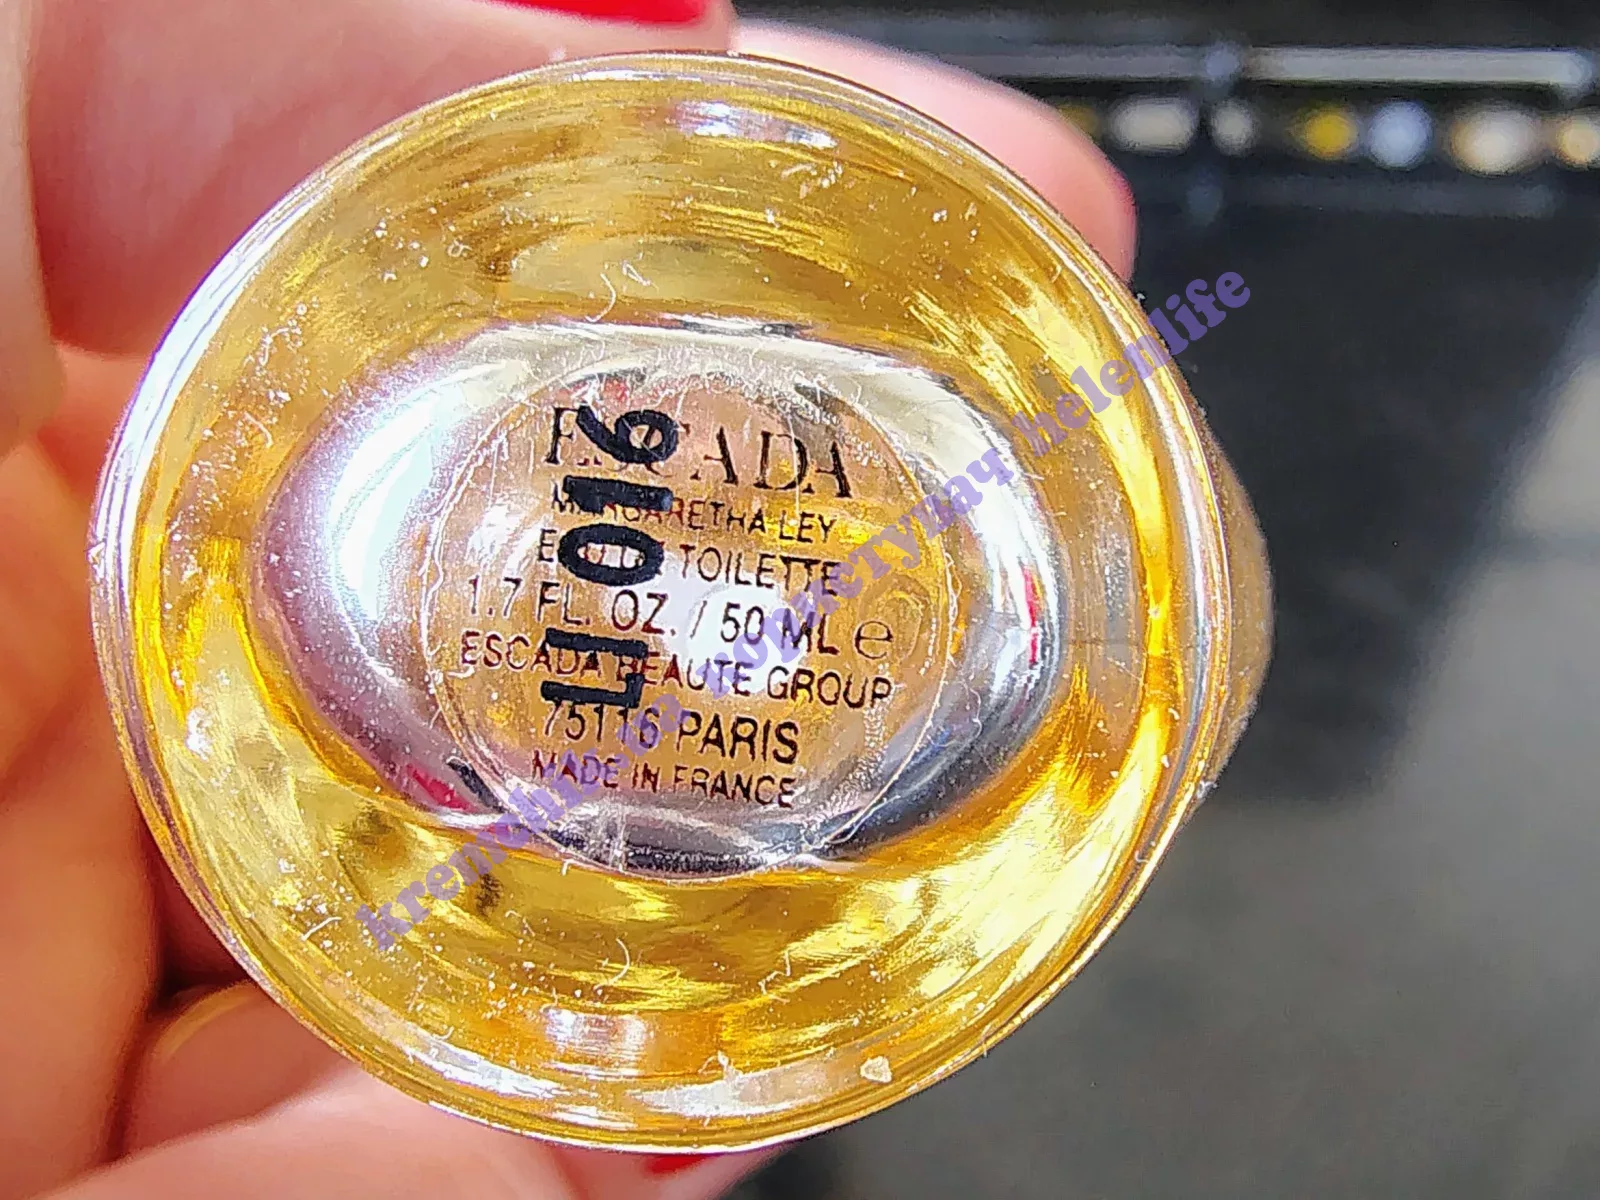 ESCADA
MARGARETHA LEY
EAU DE TOILETTE
1.7 FL. OZ. / 50 ML ℮
ESCADA BEAUTE GROUP
75116 PARIS
MADE IN FRANCE
helenlife